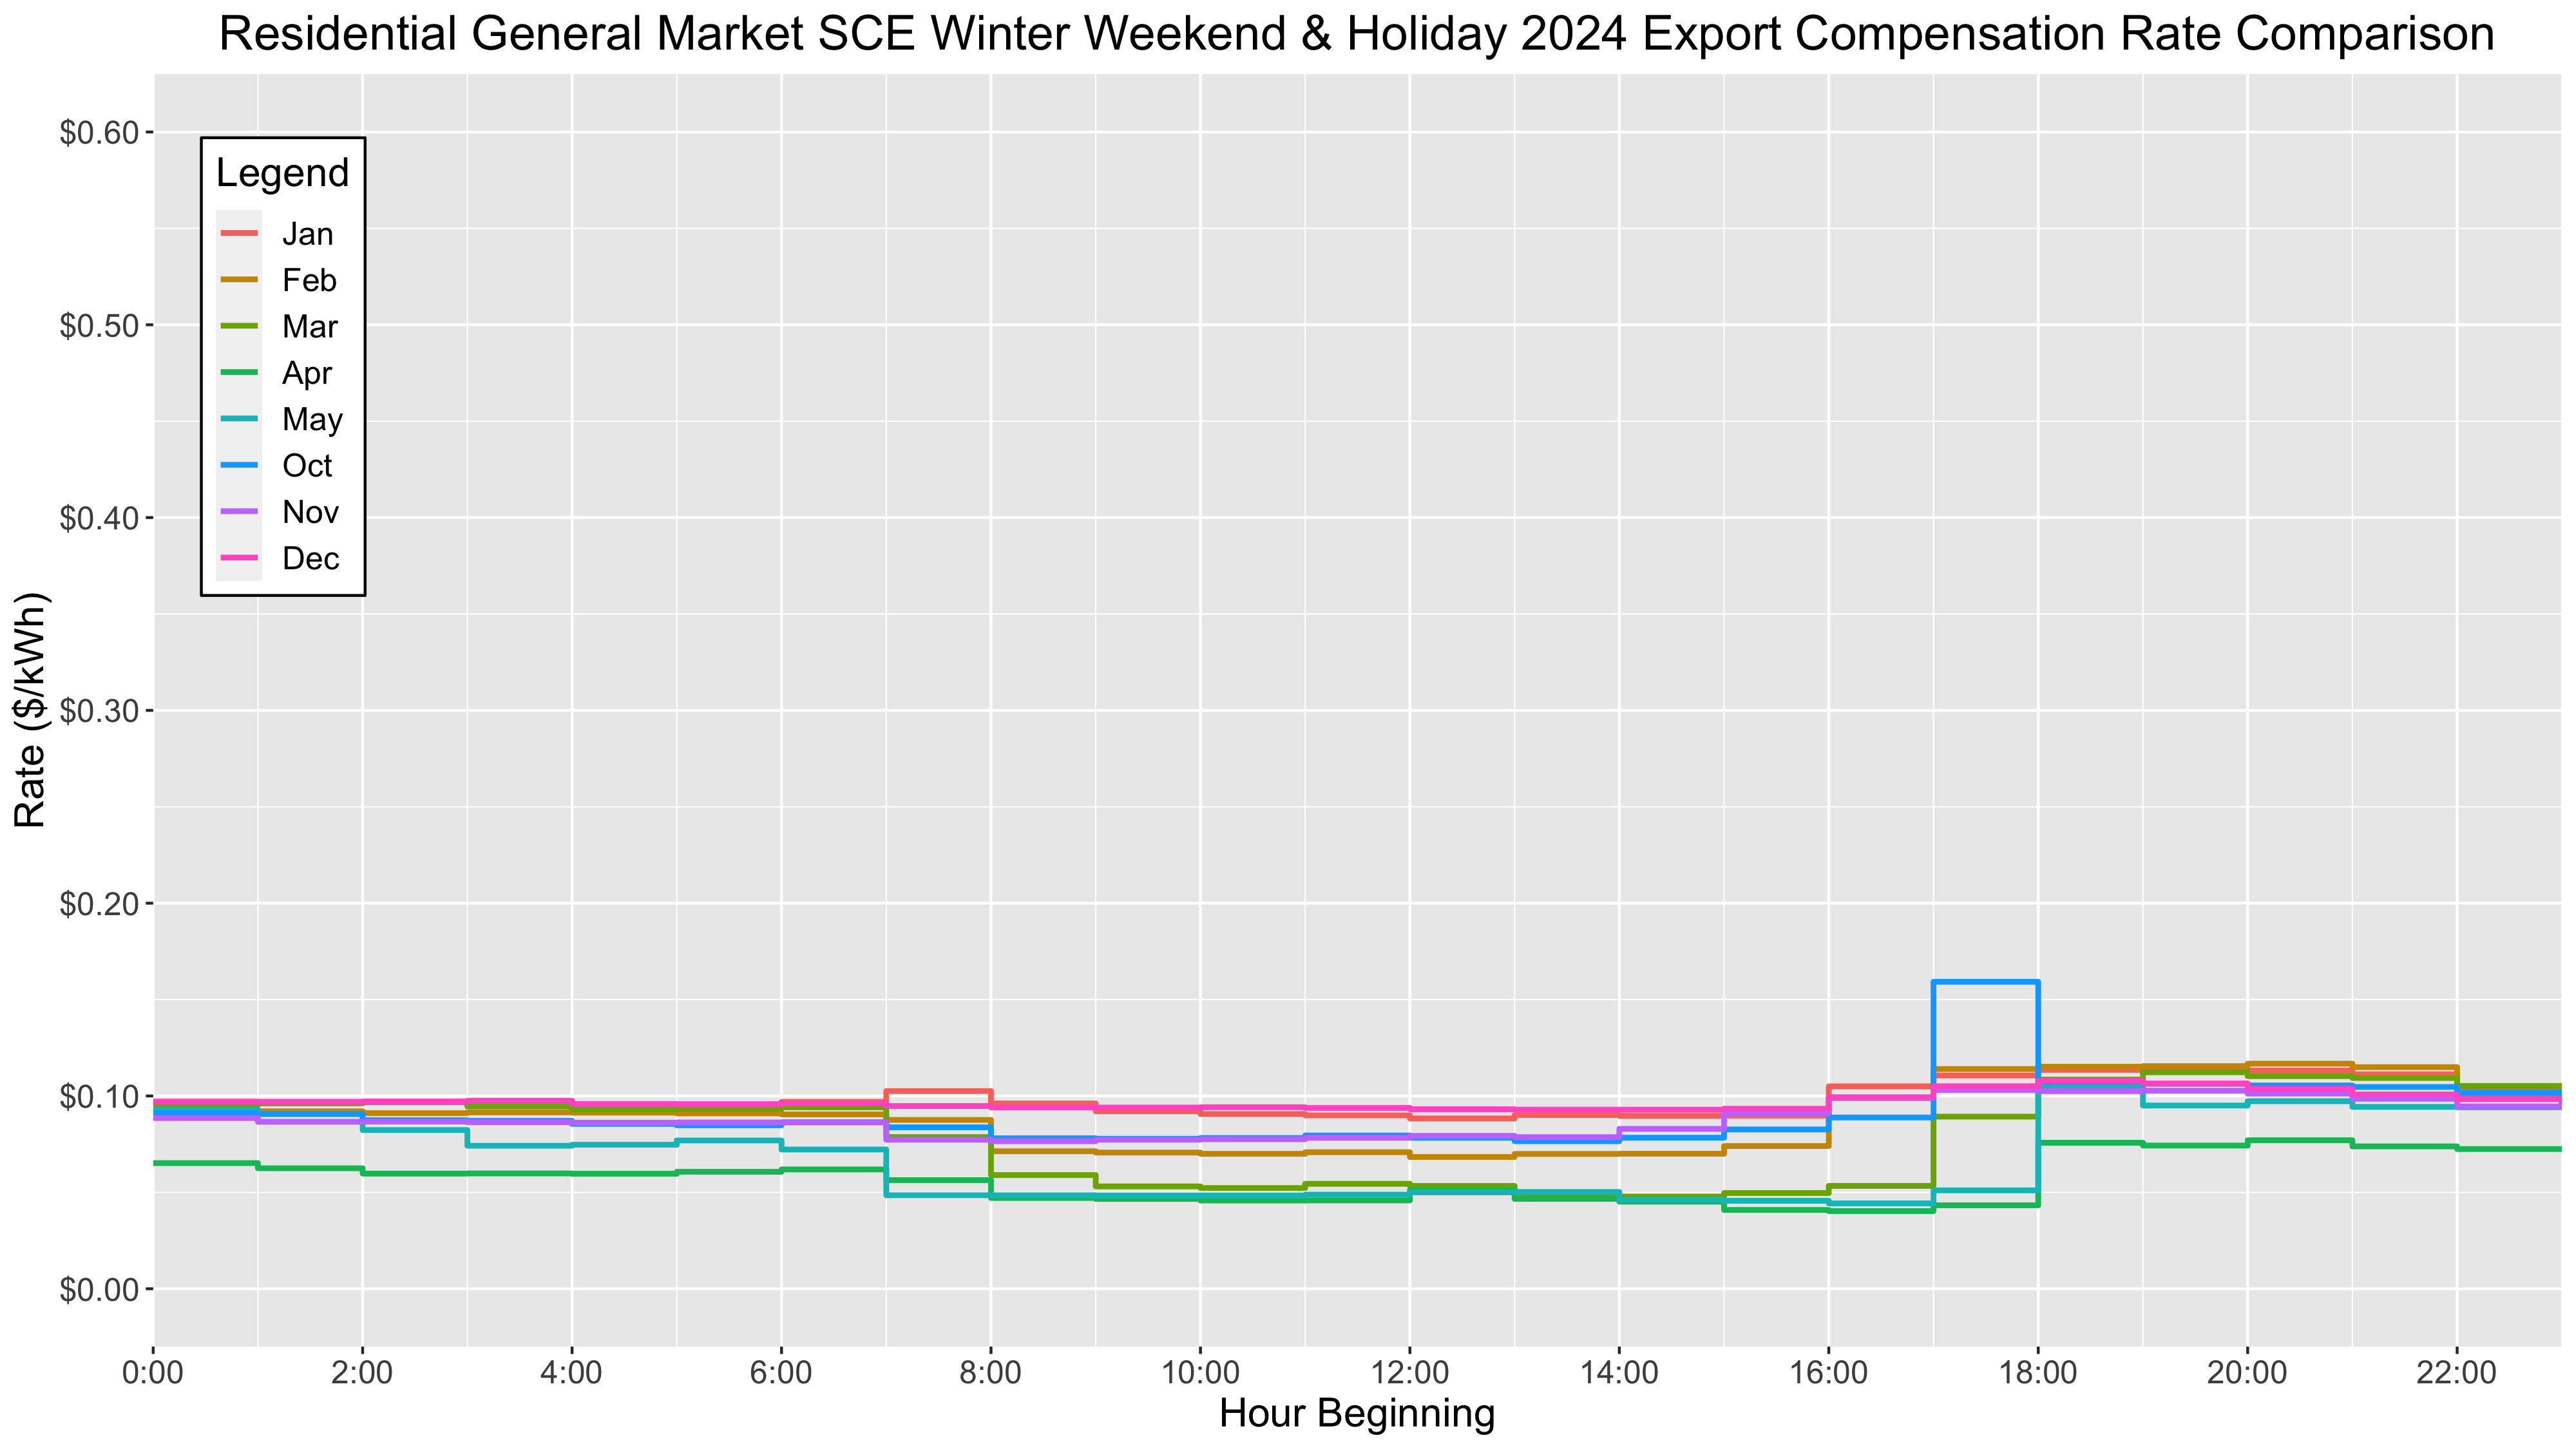 Residential General Market SCE Winter Weekend & Holiday 2024 Export Compensation Rate Comparison
$0.60
$0.50
$0.40
$0.30
$0.20
$0.10
$0.00
Rate ($/kWh)
Legend
Jan
Feb
Mar
Apr
May
Oct
Nov
Dec
0:00 2:00 4:00 6:00 8:00 10:00 12:00 14:00 16:00 18:00 20:00 22:00
Hour Beginning